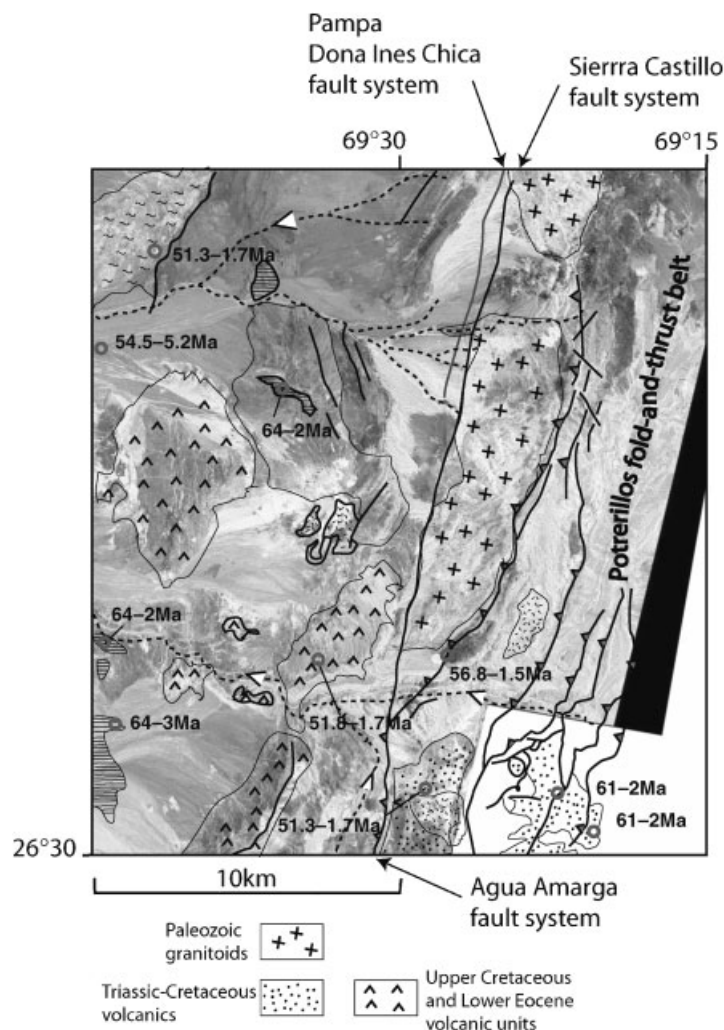 Pampa
Dona Ines Chica
fault system
Sierrra Castillo
fault system
69°30
69°15
51.3–1.7Ma
54.5–5.2Ma
64–2Ma
Potrerillos fold-and-thrust belt
64–2Ma
56.8–1.5Ma
64–3Ma
51.8–1.7Ma
61–2Ma
61–2Ma
51.3–1.7Ma
26°30
10km
Agua Amarga
fault system
Paleozoic
granitoids
Triassic-Cretaceous
volcanics
Upper Cretaceous
and Lower Eocene
volcanic units